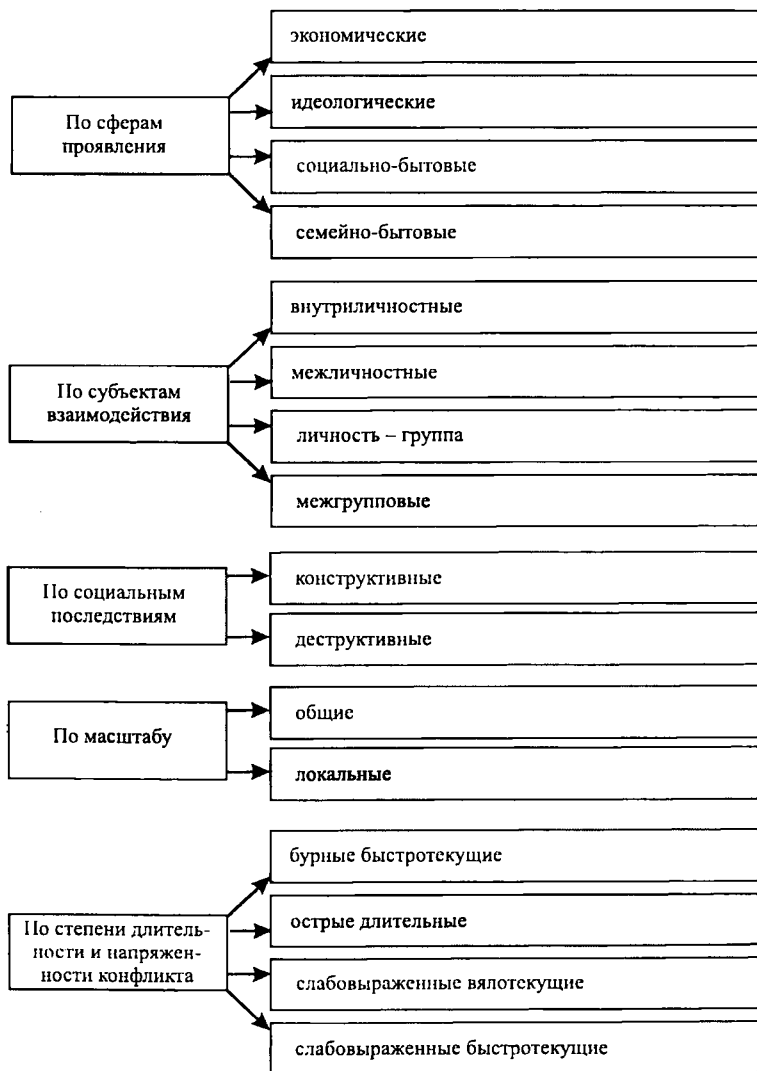 По сферам
проявления
экономические
идеологические
социально-бытовые
семейно-бытовые
По субъектам
взаимодействия
внутриличностные
межличностные
личность – группа
межгрупповые
По социальным
последствиям
конструктивные
деструктивные
По масштабу
общие
локальные
По степени длитель-
ности и напряжен-
ности конфликта
бурные быстротекущие
острые длительные
слабовыраженные вялотекущие
слабовыраженные быстротекущие